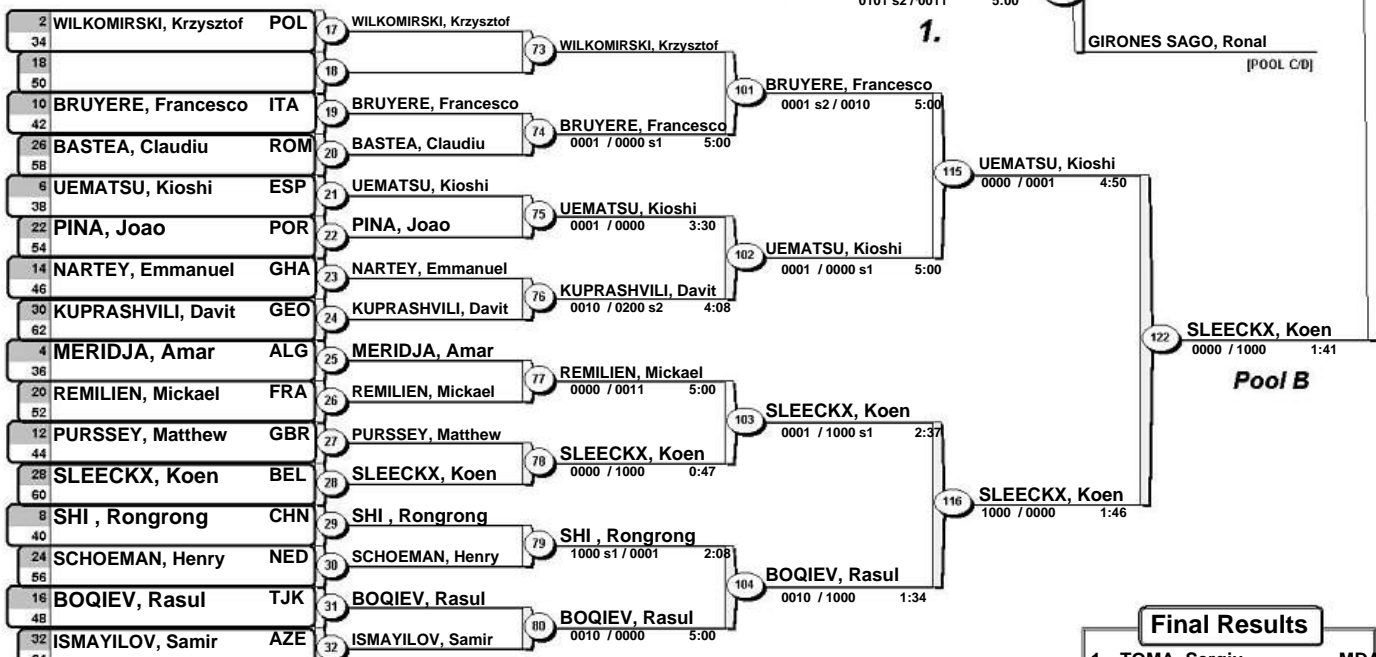 0101 s2 / 0011 5:00
1.
GIRONES SAGO, Ronal
[POOL C/D]
2 WILKOMIRSKI, Krzysztof POL
34
18
50
10 BRUYERE, Francesco ITA
42
26 BASTEA, Claudiu ROM
58
6 UEMATSU, Kioshi ESP
38
22 PINA, Joao POR
54
14 NARTEY, Emmanuel GHA
46
30 KUPRASHVILI, Davit GEO
62
4 MERIDJA, Amar ALG
36
20 REMILIEN, Mickael FRA
52
12 PURSSEY, Matthew GBR
44
28 SLEECKX, Koen BEL
60
8 SHI , Rongrong CHN
40
24 SCHOEMAN, Henry NED
56
16 BOQIEV, Rasul TJK
48
32 ISMAYILOV, Samir AZE
17 WILKOMIRSKI, Krzysztof
18
19 BRUYERE, Francesco
20 BASTEA, Claudiu
21 UEMATSU, Kioshi
22 PINA, Joao
23 NARTEY, Emmanuel
24 KUPRASHVILI, Davit
25 MERIDJA, Amar
26 REMILIEN, Mickael
27 PURSSEY, Matthew
28 SLEECKX, Koen
29 SHI , Rongrong
30 SCHOEMAN, Henry
31 BOQIEV, Rasul
32 ISMAYILOV, Samir
73 WILKOMIRSKI, Krzysztof
74 BRUYERE, Francesco
0001 / 0000 s1 5:00
75 UEMATSU, Kioshi
0001 / 0000 3:30
76 KUPRASHVILI, Davit
0010 / 0200 s2 4:08
77 REMILIEN, Mickael
0000 / 0011 5:00
78 SLEECKX, Koen
0000 / 1000 0:47
79 SHI , Rongrong
1000 s1 / 0001 2:08
80 BOQIEV, Rasul
0010 / 0000 5:00
101 BRUYERE, Francesco
0001 s2 / 0010 5:00
102 UEMATSU, Kioshi
0001 / 0000 s1 5:00
103 SLEECKX, Koen
0001 / 1000 s1 2:37
104 BOQIEV, Rasul
0010 / 1000 1:34
115 UEMATSU, Kioshi
0000 / 0001 4:50
116 SLEECKX, Koen
1000 / 0000 1:46
122 SLEECKX, Koen
0000 / 1000 1:41
Pool B
Final Results
1. TOMA, Sergiu MDA